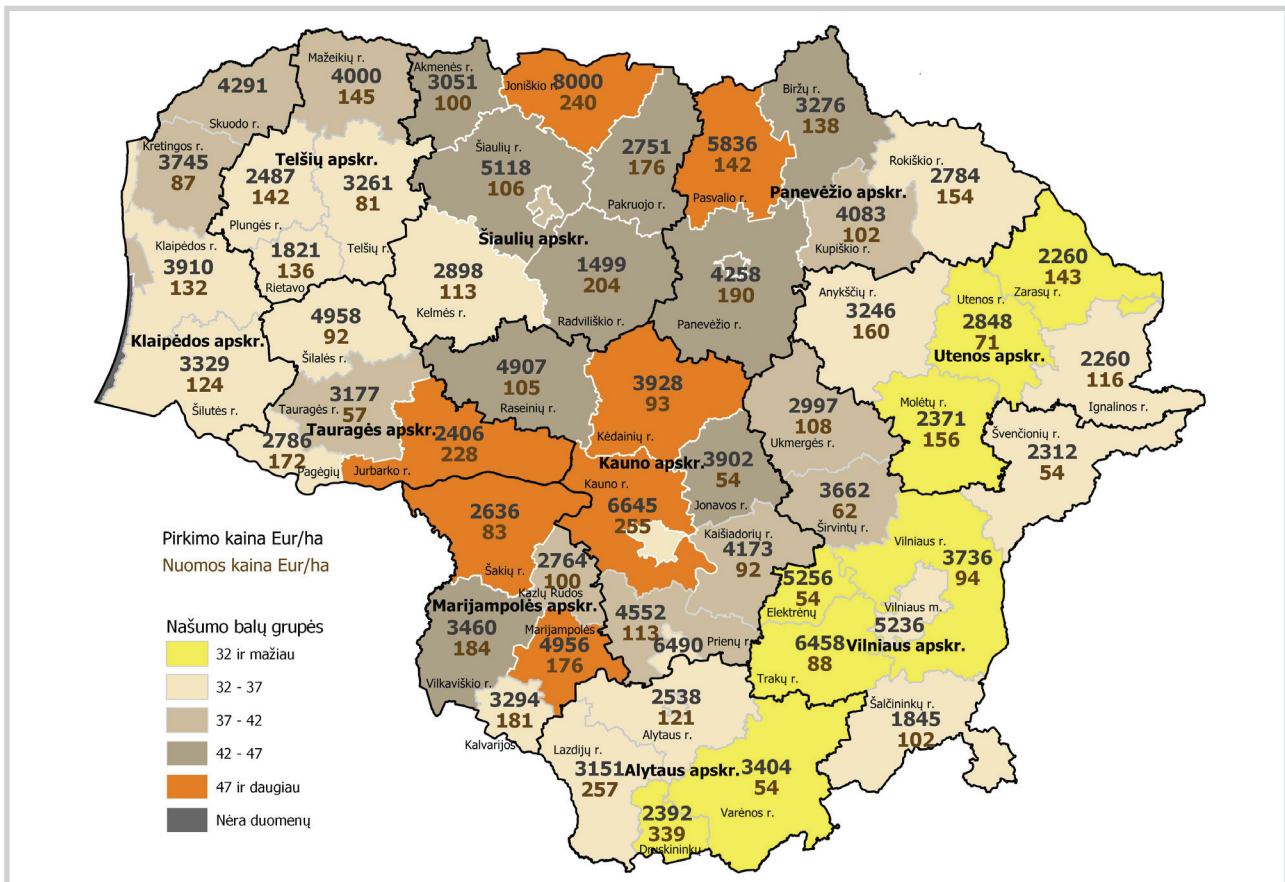 Mažeikių r.
4000
145
Akmenės r.
3051
100
Joniškio r.
8000
240
4291
Skuodo r.
Biržų r.
3276
138
Kretingos r.
3745
87
Telšių apskr.
2487
142
Plungės r.
3261
81
Telšių r.
Šiaulių r.
5118
106
2751
176
Pakruojo r.
5836
142
Pasvalio r.
Panevėžio apskr.
Rokiškio r.
2784
154
4083
102
Kupiškio r.
Klaipėdos r.
3910
132
1821
136
Rietavo
Šiaulių apskr.
2898
113
Kelmės r.
1499
204
Radviliškio r.
4258
190
Panevėžio r.
Anykščių r.
3246
160
2260
143
Zarasų r.
Utenos r.
2848
71
Utenos apskr.
2260
116
Ignalinos r.
Klaipėdos apskr.
3329
124
Šilutės r.
4958
92
Šilalės r.
4907
105
Raseinių r.
3928
93
Kėdainių r.
3177
57
Tauragės r.
Tauragės apskr.
2406
228
Jurbarko r.
2786
172
Pagėgių
2997
108
Ukmergės r.
Molėtų r.
2371
156
Švenčionių r.
2312
54
Kauno apskr.
Kauno r.
6645
255
3902
54
Jonavos r.
3662
62
Širvintų r.
2636
83
Šakių r.
Kaišiadorių r.
4173
92
Vilniaus r.
3736
94
2764
100
Kazlų Rūdos
5256
54
Elektrėnų
Vilniaus m.
5236
Marijampolės apskr.
3460
184
Vilkaviškio r.
Marijampolės
4956
176
4552
113
Prienų r.
6490
6458
88
Trakų r.
Vilniaus apskr.
3294
181
Kalvarijos
2538
121
Alytaus r.
Šalčininkų r.
1845
102
Lazdijų r.
3151
257
Alytaus apskr.
3404
54
Varėnos r.
2392
339
Druskininkų
Pirkimo kaina Eur/ha
Nuomos kaina Eur/ha
Našumo balų grupės
32 ir mažiau
32 - 37
37 - 42
42 - 47
47 ir daugiau
Nėra duomenų